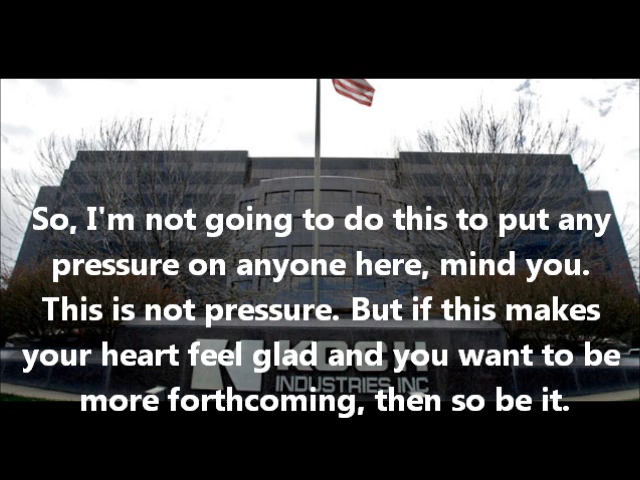 So, I'm not going to do this to put any
pressure on anyone here, mind you.
This is not pressure. But if this makes
your heart feel glad and you want to be
more forthcoming, then so be it.
KOCH
INDUSTRIES, INC